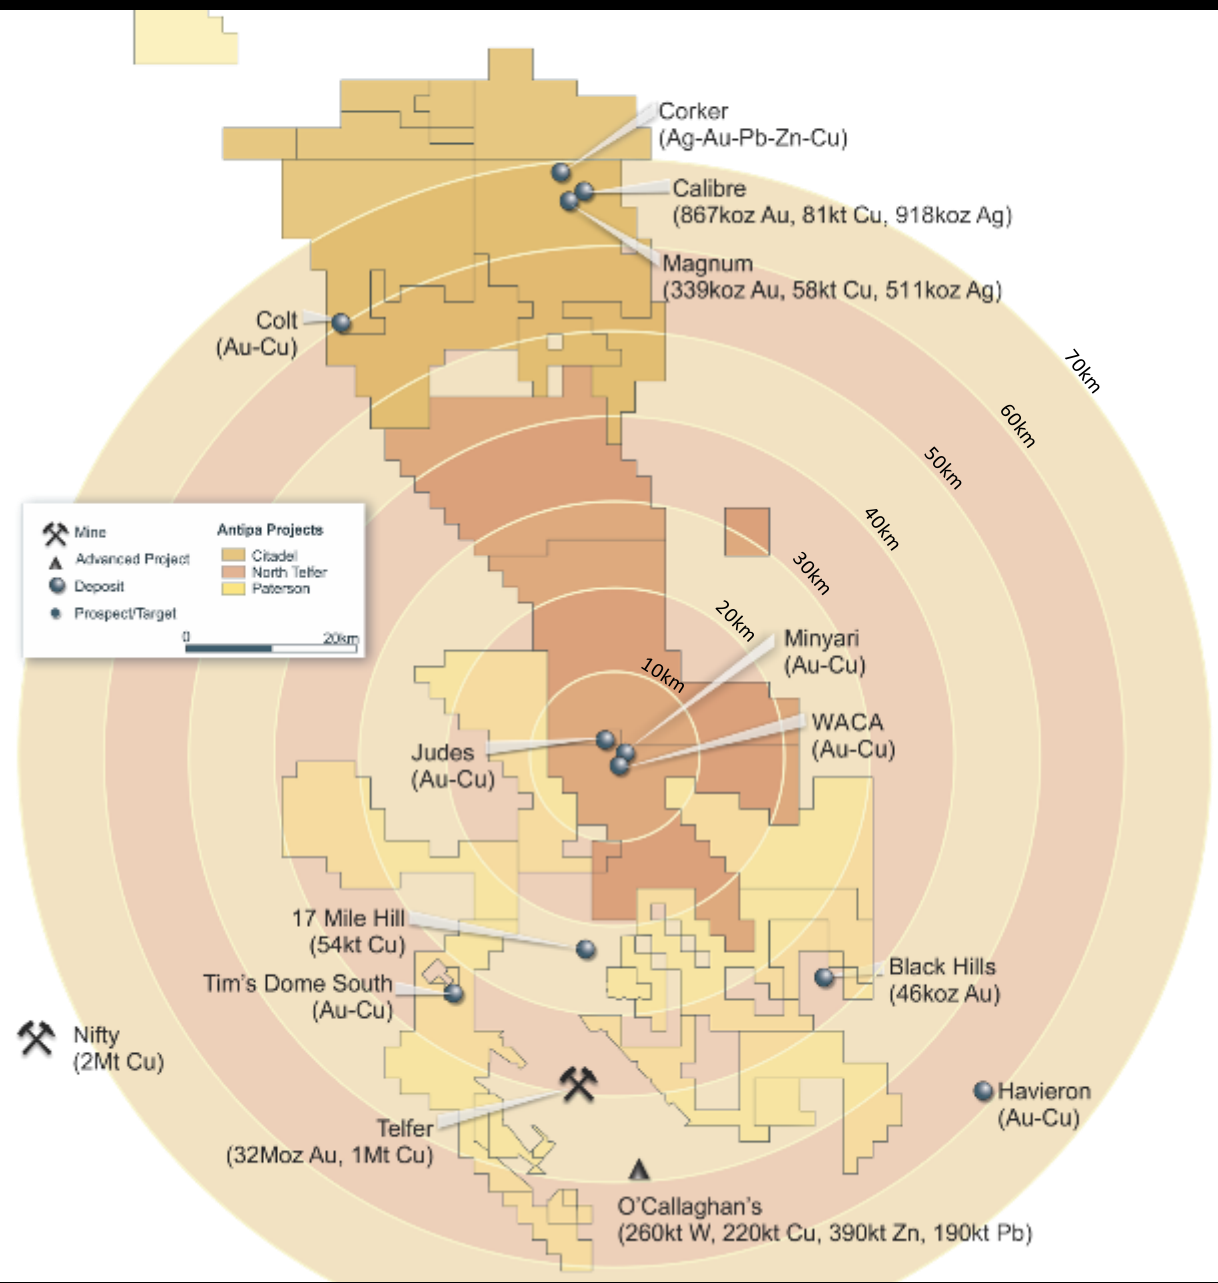 Corker
(Ag-Au-Pb-Zn-Cu)
Calibre
(867koz Au, 81kt Cu, 918koz Ag)
Magnum
(339koz Au, 58kt Cu, 511koz Ag)
Colt
(Au-Cu)
70km
60km
50km
40km
30km
20km
10km
Mine
Advanced Project
Deposit
Prospect/Target
Antipa Projects
Citadel
North Telfer
Paterson
0 20km
Minyari
(Au-Cu)
WACA
(Au-Cu)
Judes
(Au-Cu)
17 Mile Hill
(54kt Cu)
Tim's Dome South
(Au-Cu)
Black Hills
(46koz Au)
Nifty
(2Mt Cu)
Havieron
(Au-Cu)
Telfer
(32Moz Au, 1Mt Cu)
O'Callaghan's
(260kt W, 220kt Cu, 390kt Zn, 190kt Pb)